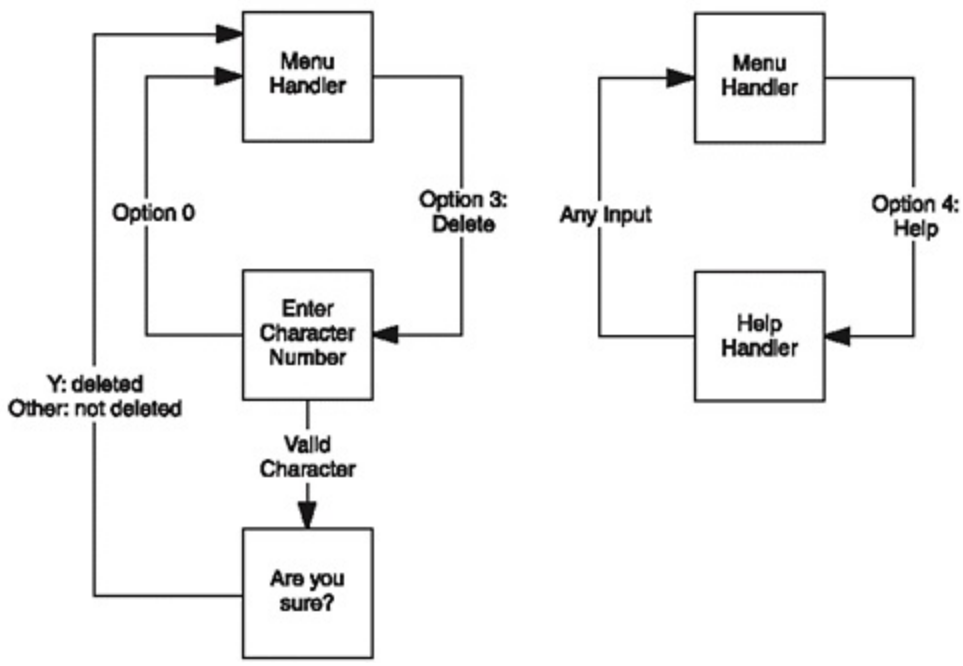 Menu
Handler
Option 0
Option 3:
Delete
Enter
Character
Number
Y: deleted
Other: not deleted
Valid
Character
Are you
sure?
Menu
Handler
Any Input
Option 4:
Help
Help
Handler